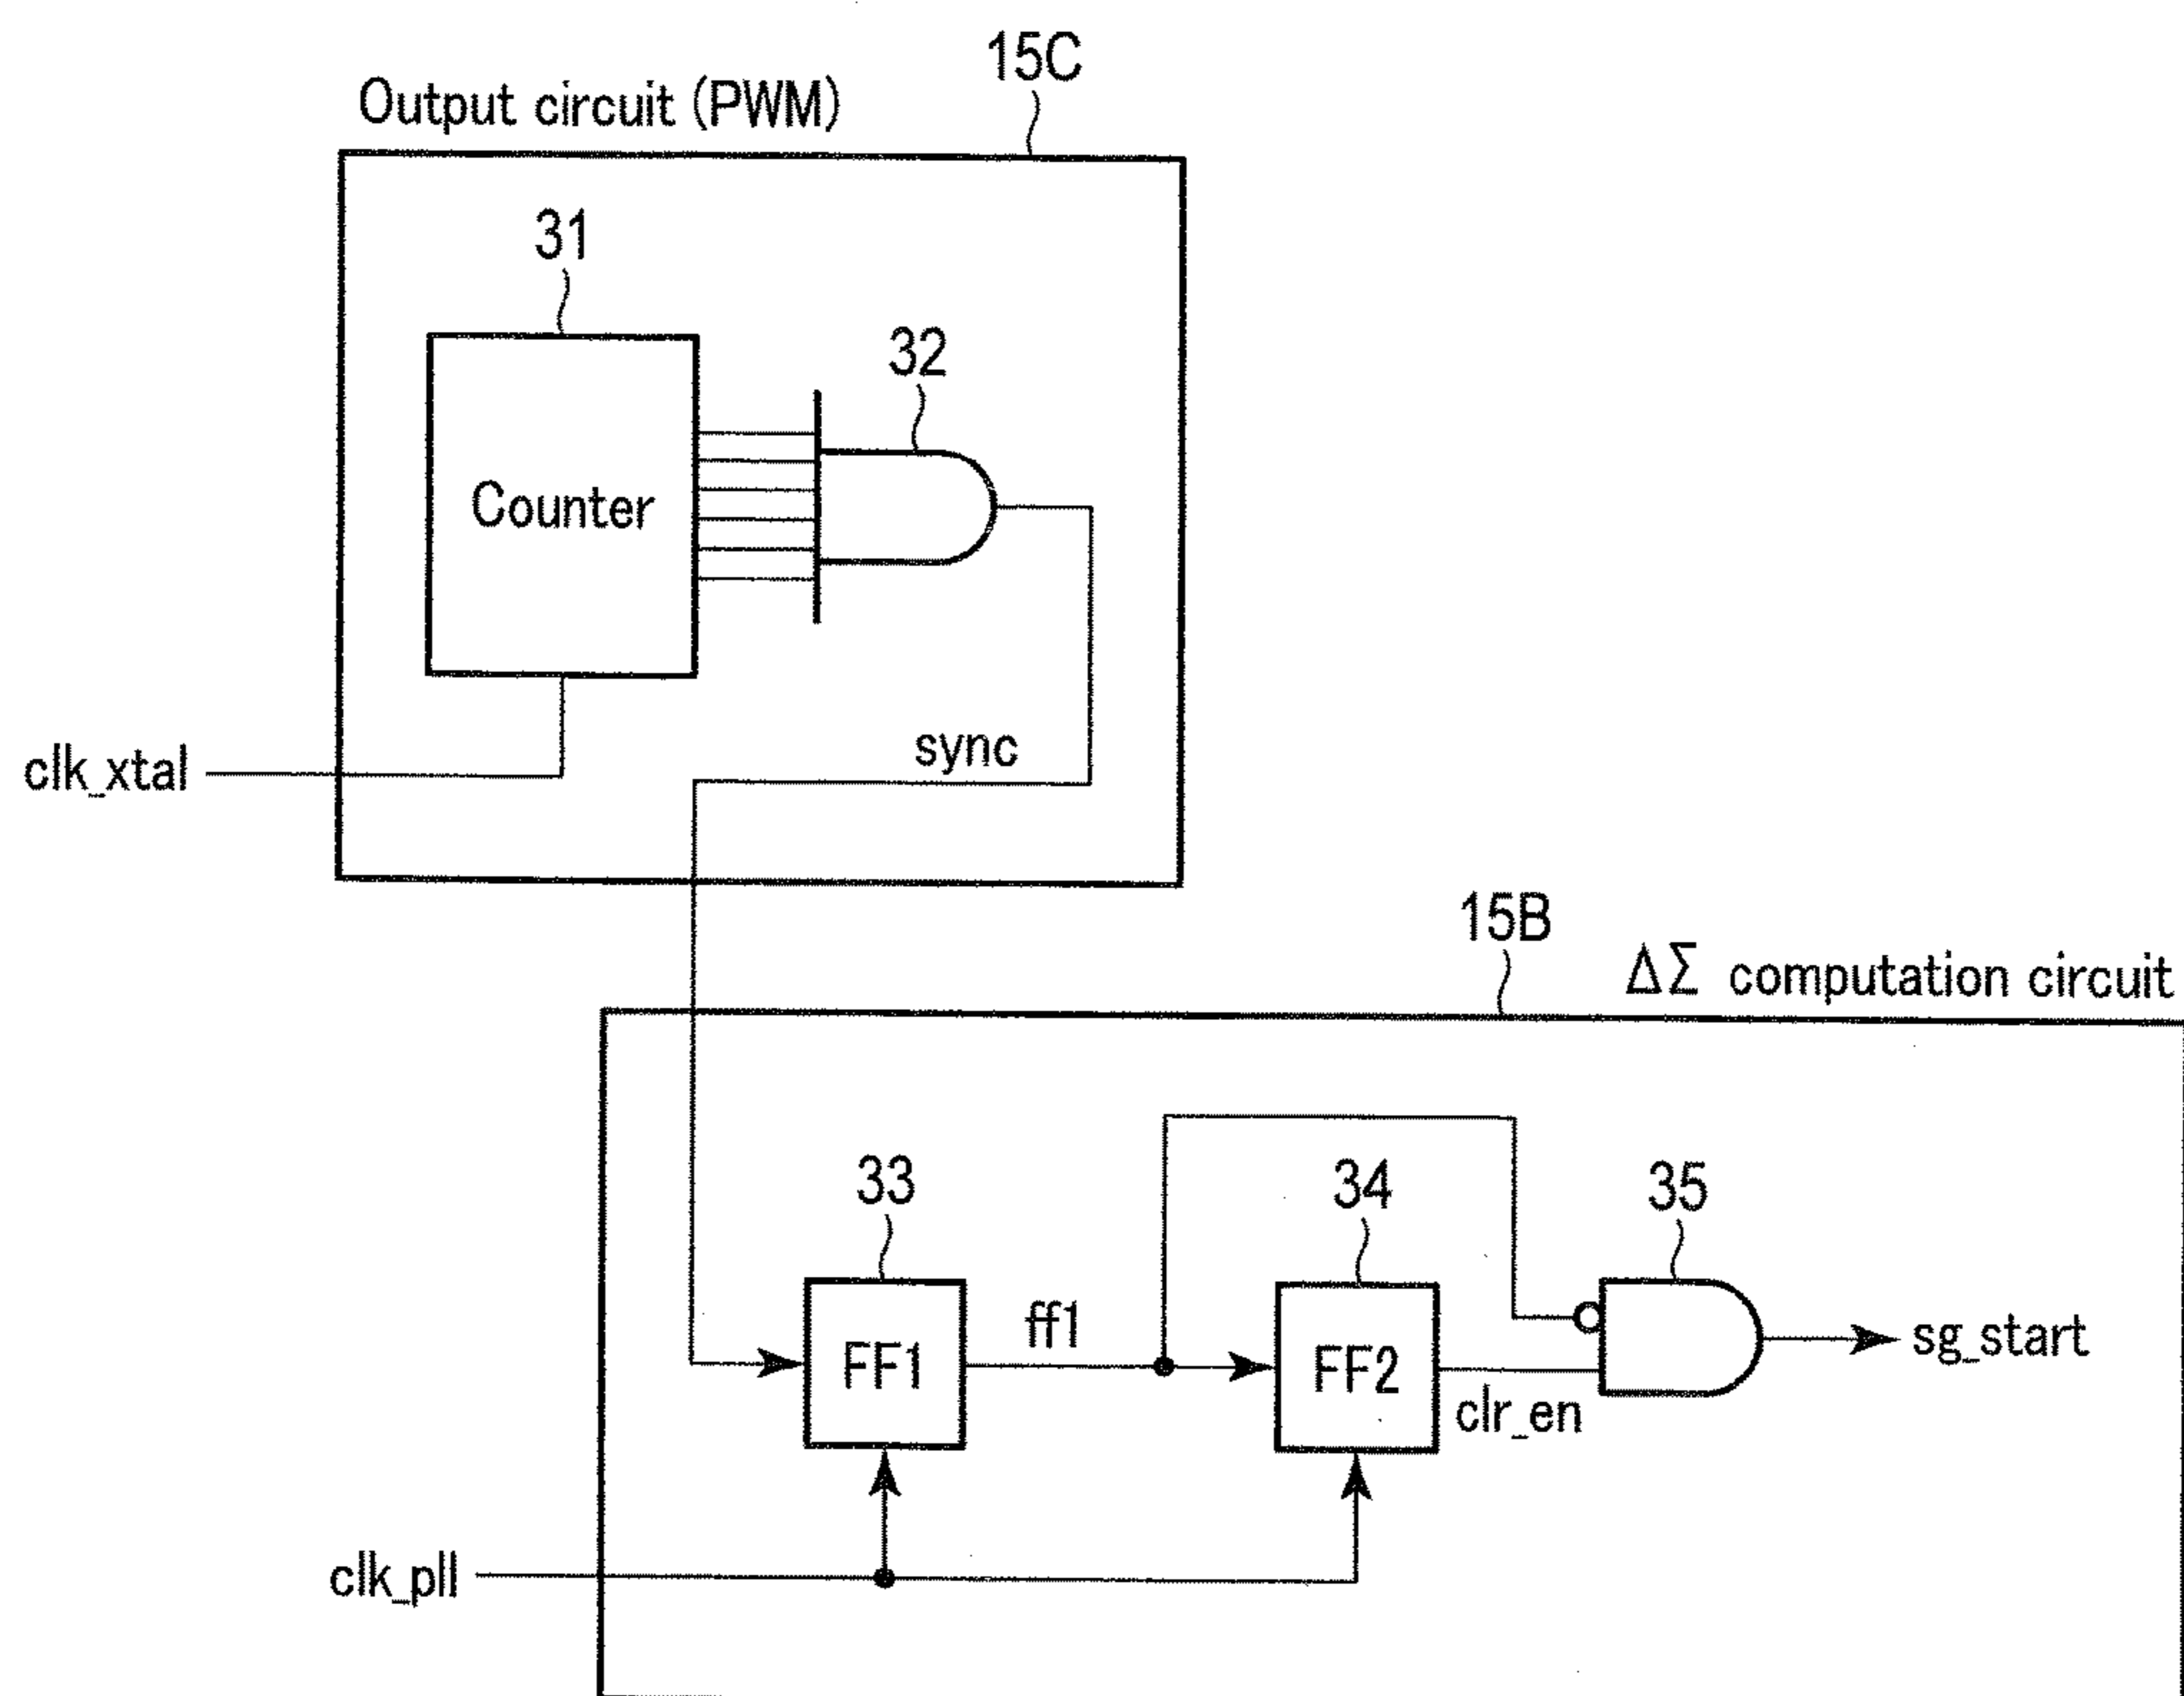 15C
Output circuit (PWM)
31
32
Counter
sync
clk_xtal
15B
ΔΣ computation circuit
33
34
35
ff1
FF1
FF2
sg_start
clr_en
clk_pll